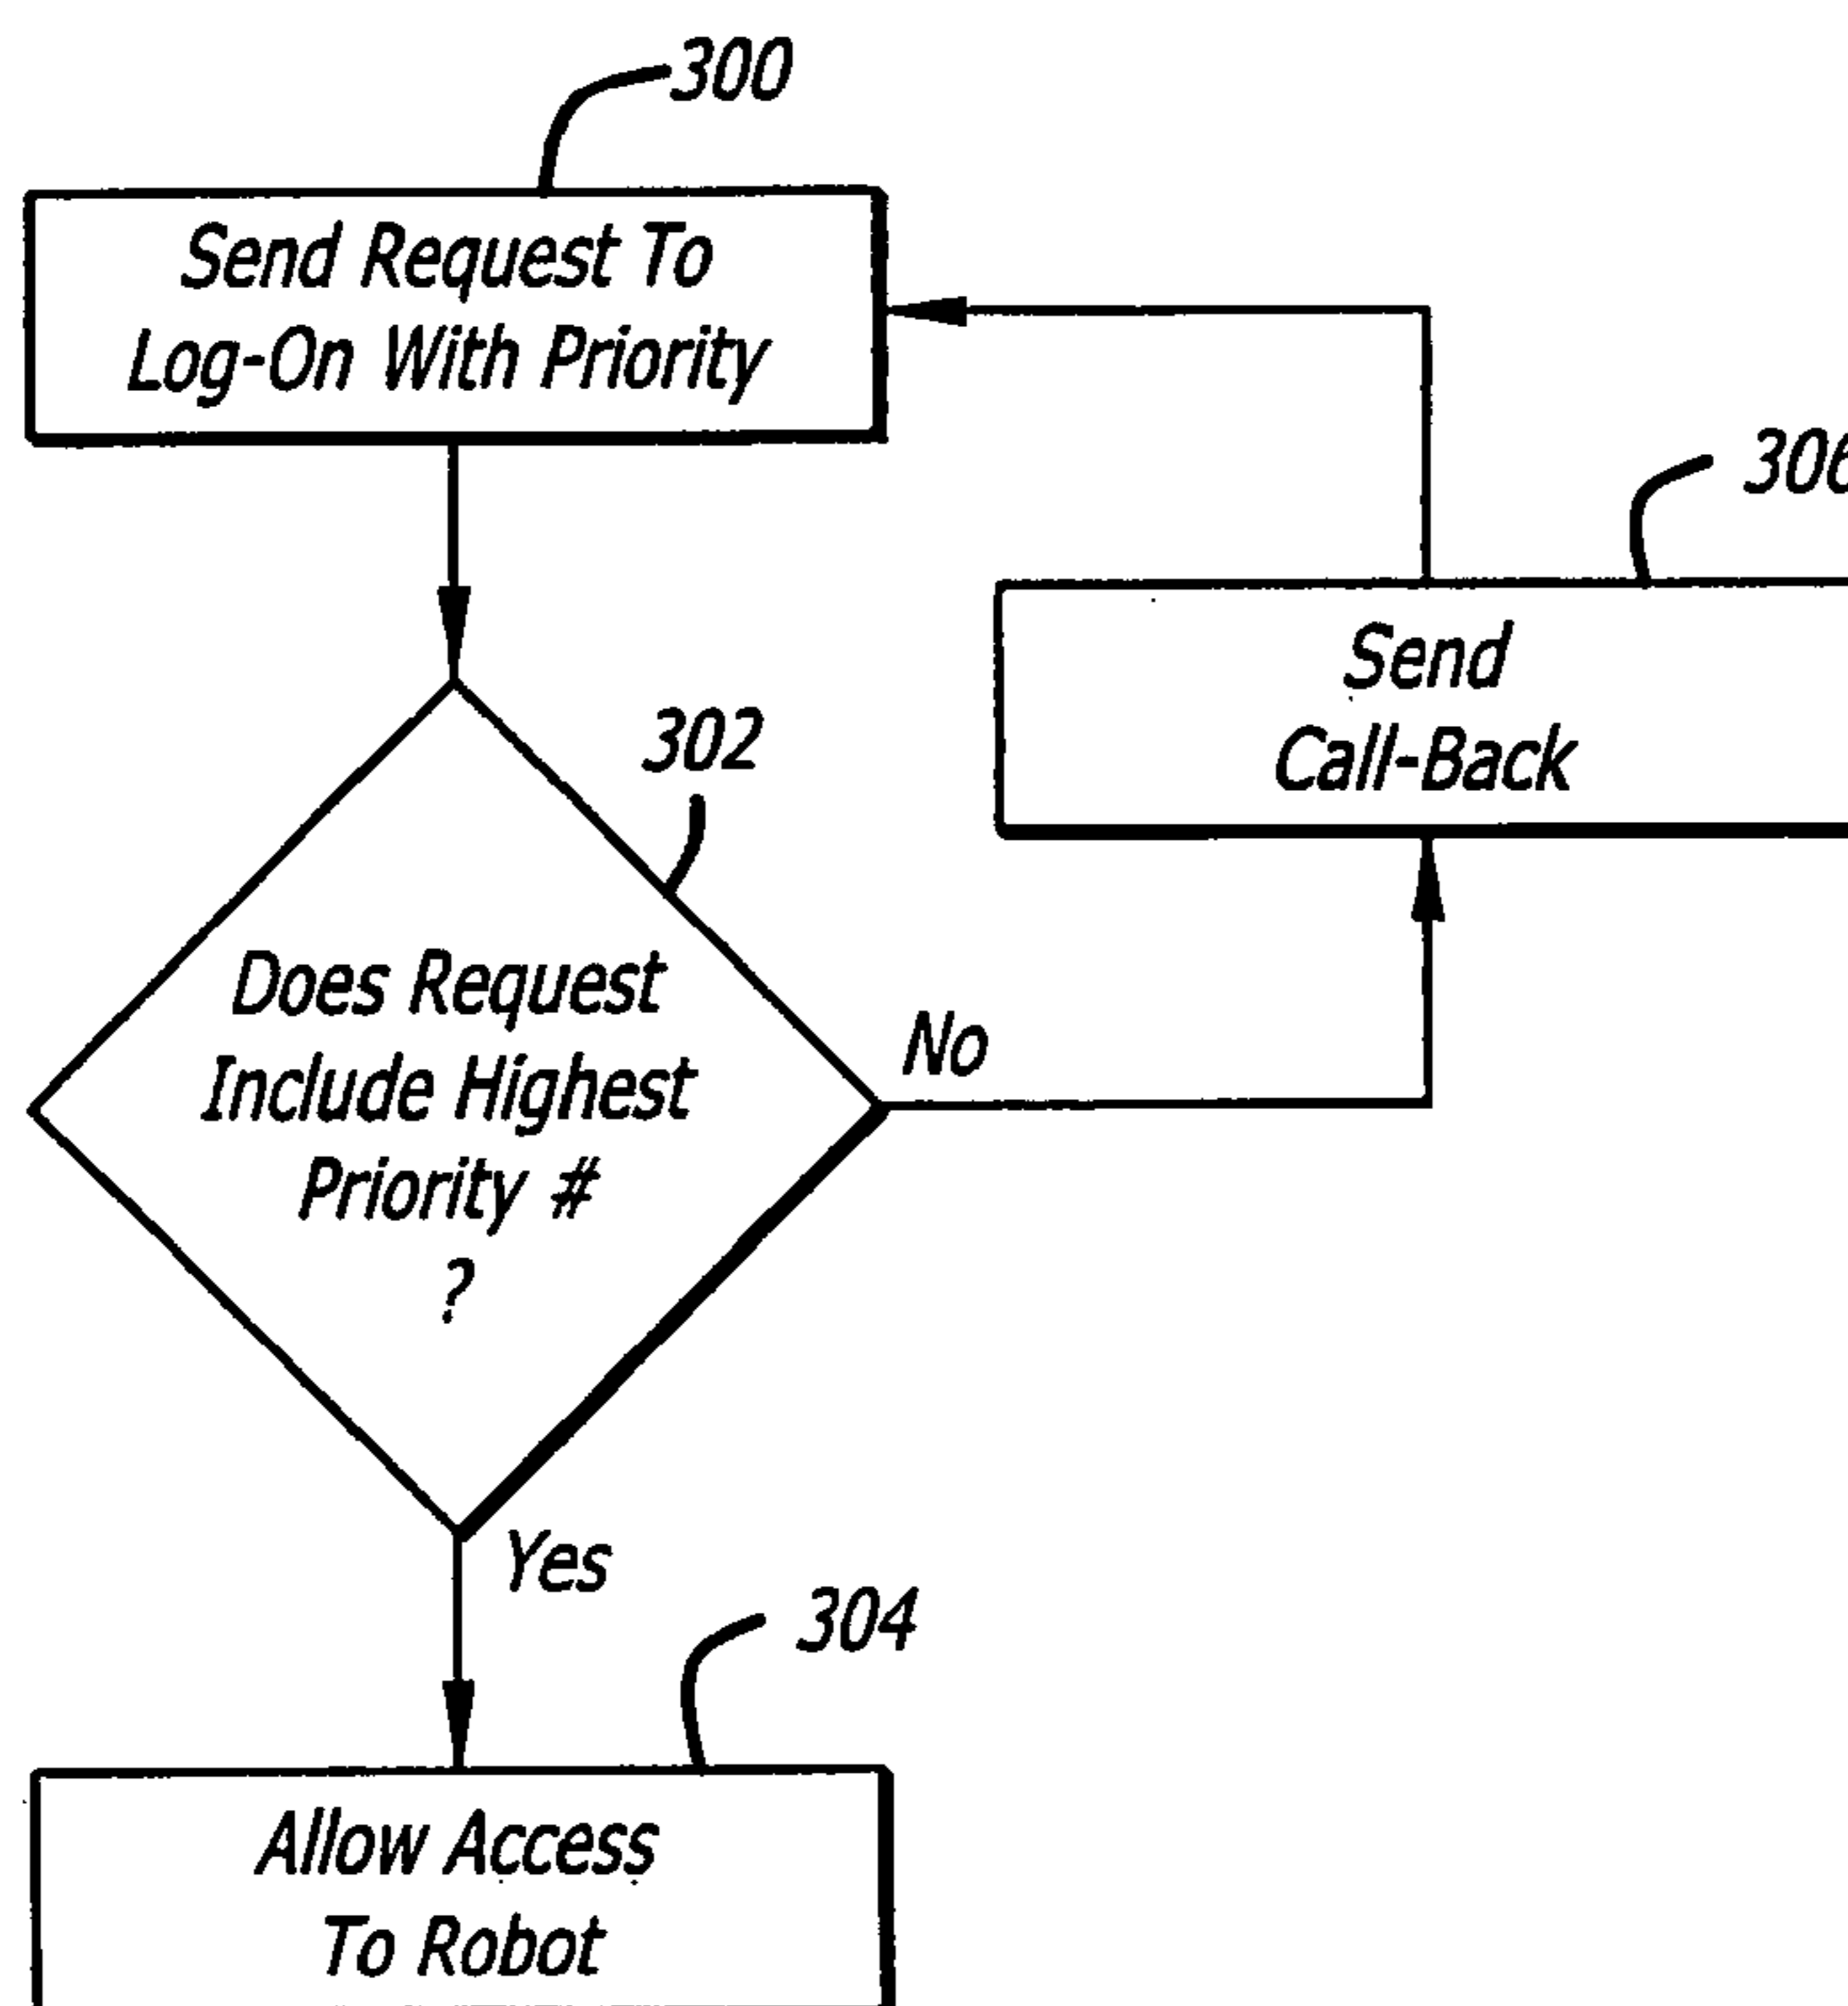 300
Send Request To
Log-On With Priority
306
Send
Call-Back
302
Does Request
Include Highest
Priority #
?
No
Yes
304
Allow Access
To Robot